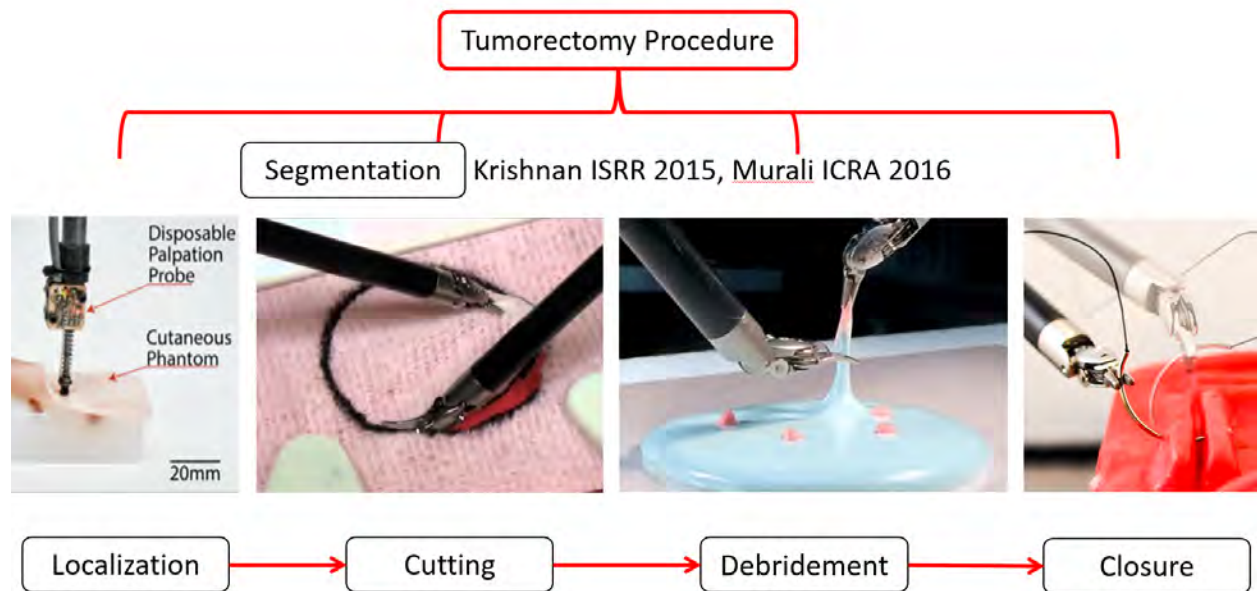 Tumorectomy Procedure
Segmentation Krishnan ISRR 2015, Murali ICRA 2016
Disposable
Palpation
Probe
Cutaneous
Phantom
20mm
Localization
Cutting
Debridement
Closure